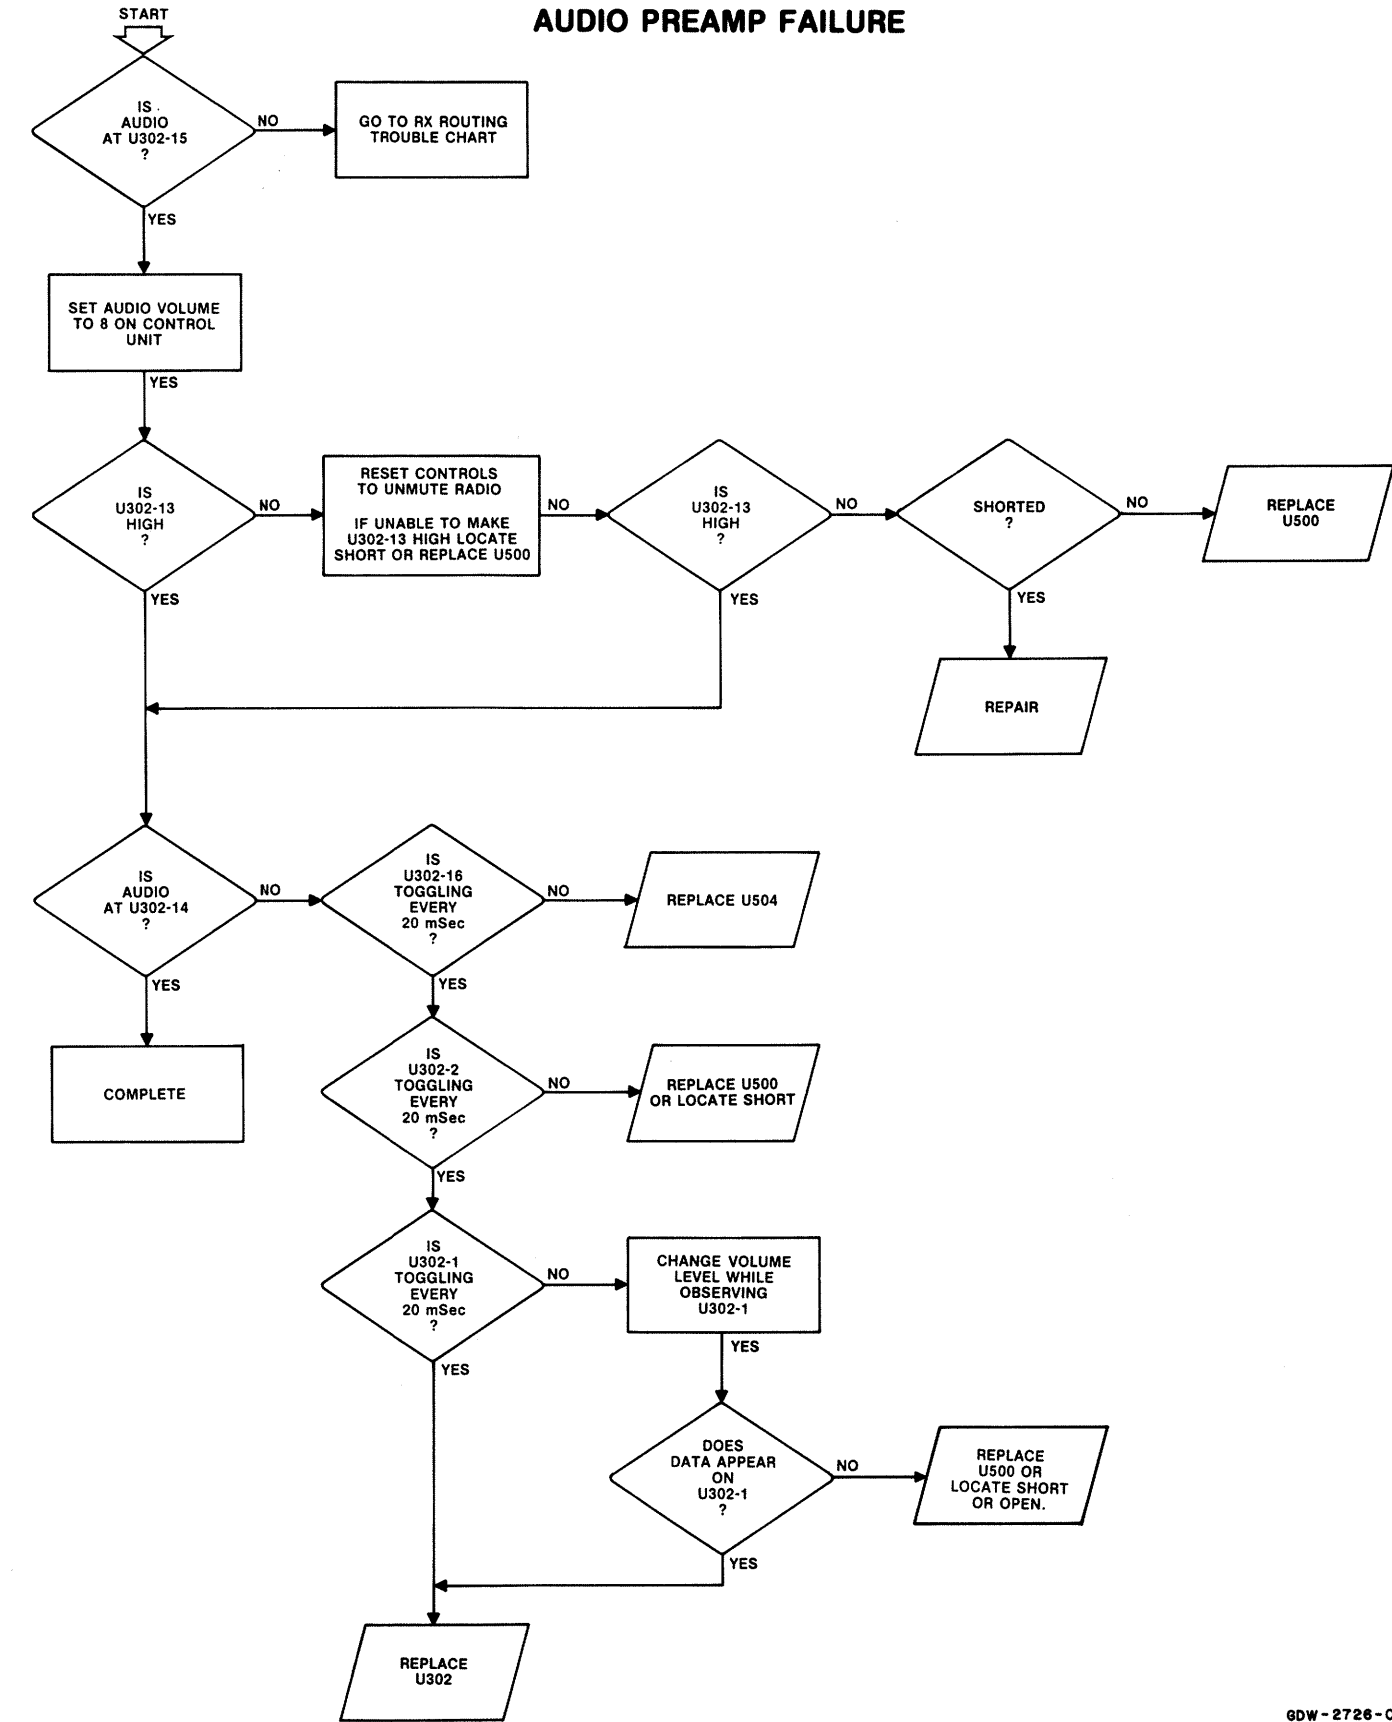 AUDIO PREAMP FAILURE
START
IS
AUDIO
AT U302-15
?
NO
GO TO RX ROUTING
TROUBLE CHART
YES
SET AUDIO VOLUME
TO 8 ON CONTROL
UNIT
YES
IS
U302-13
HIGH
?
NO
RESET CONTROLS
TO UNMUTE RADIO
IF UNABLE TO MAKE
U302-13 HIGH LOCATE
SHORT OR REPLACE U500
NO
IS
U302-13
HIGH
?
NO
SHORTED
?
NO
REPLACE
U500
YES
YES
YES
REPAIR
IS
AUDIO
AT U302-14
?
NO
IS
U302-16
TOGGLING
EVERY
20 mSec
?
NO
REPLACE U504
YES
YES
COMPLETE
IS
U302-2
TOGGLING
EVERY
20 mSec
?
NO
REPLACE U500
OR LOCATE SHORT
YES
IS
U302-1
TOGGLING
EVERY
20 mSec
?
NO
CHANGE VOLUME
LEVEL WHILE
OBSERVING
U302-1
YES
YES
DOES
DATA APPEAR
ON
U302-1
?
NO
REPLACE
U500 OR
LOCATE SHORT
OR OPEN.
YES
REPLACE
U302
GDW-2726-